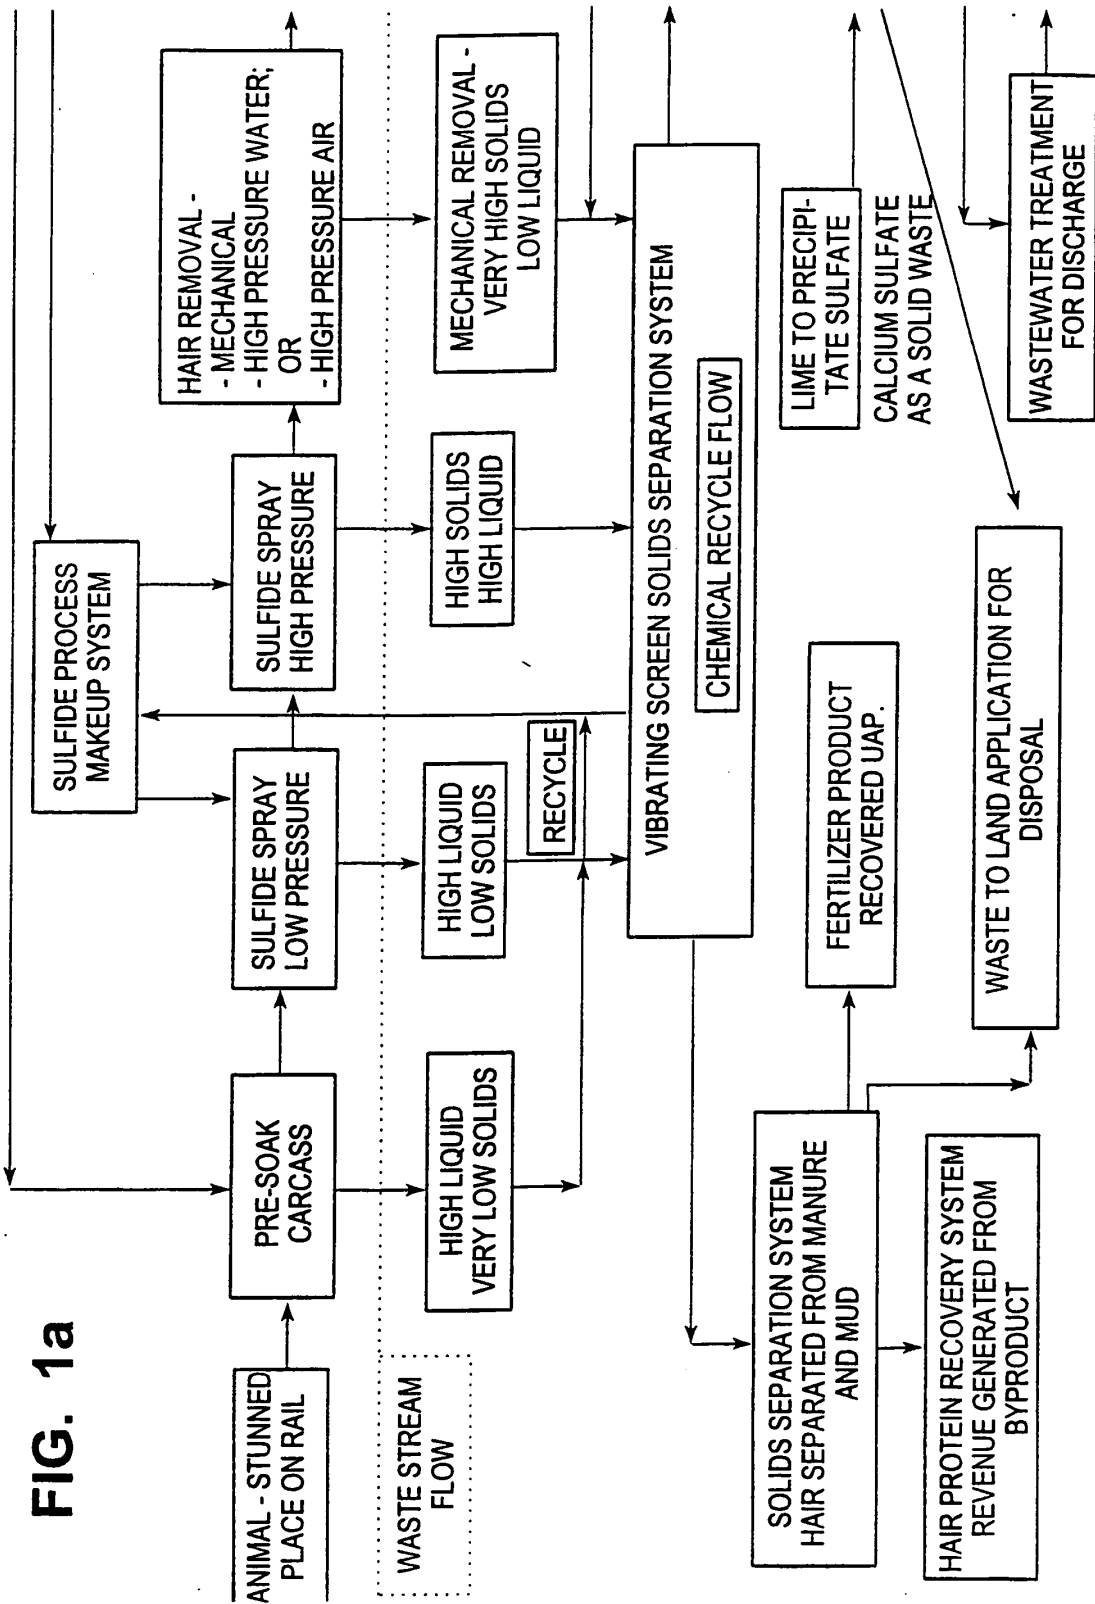 FIG. 1a
ANIMAL - STUNNED
PLACE ON RAIL
PRE-SOAK
CARCASS
SULFIDE PROCESS
MAKEUP SYSTEM
SULFIDE SPRAY
LOW PRESSURE
SULFIDE SPRAY
HIGH PRESSURE
HAIR REMOVAL -
- MECHANICAL
- HIGH PRESSURE WATER;
OR
- HIGH PRESSURE AIR
WASTE STREAM
FLOW
HIGH LIQUID
VERY LOW SOLIDS
HIGH LIQUID
LOW SOLIDS
HIGH SOLIDS
HIGH LIQUID
MECHANICAL REMOVAL -
VERY HIGH SOLIDS
LOW LIQUID
RECYCLE
VIBRATING SCREEN SOLIDS SEPARATION SYSTEM
CHEMICAL RECYCLE FLOW
SOLIDS SEPARATION SYSTEM
HAIR SEPARATED FROM MANURE
AND MUD
FERTILIZER PRODUCT
RECOVERED UAP.
LIME TO PRECIPI-
TATE SULFATE
CALCIUM SULFATE
AS A SOLID WASTE
HAIR PROTEIN RECOVERY SYSTEM
REVENUE GENERATED FROM
BYPRODUCT
WASTE TO LAND APPLICATION FOR
DISPOSAL
WASTEWATER TREATMENT
FOR DISCHARGE